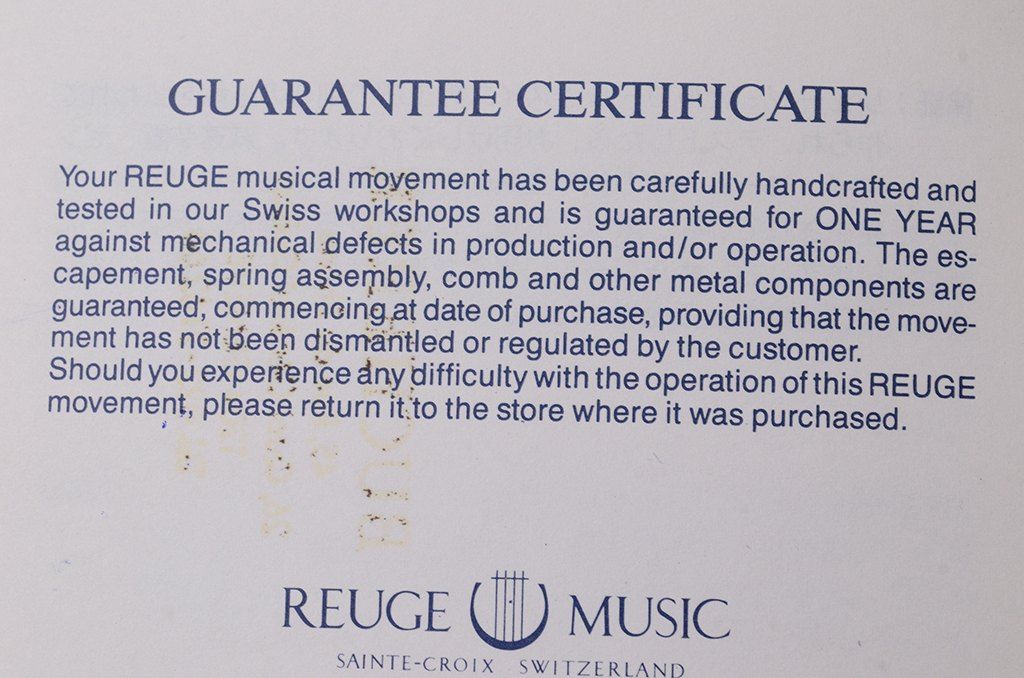 GUARANTEE CERTIFICATE
Your REUGE musical movement has been carefully handcrafted and
tested in our Swiss workshops and is guaranteed for ONE YEAR
against mechanical defects in production and/or operation. The es-
capement, spring assembly, comb and other metal components are
guaranteed; commencing at date of purchase, providing that the move-
ment has not been dismantled or regulated by the customer.
Should you experience any difficulty with the operation of this REUGE
movement, please return it to the store where it was purchased.
REUGE MUSIC
SAINTE-CROIX SWITZERLAND